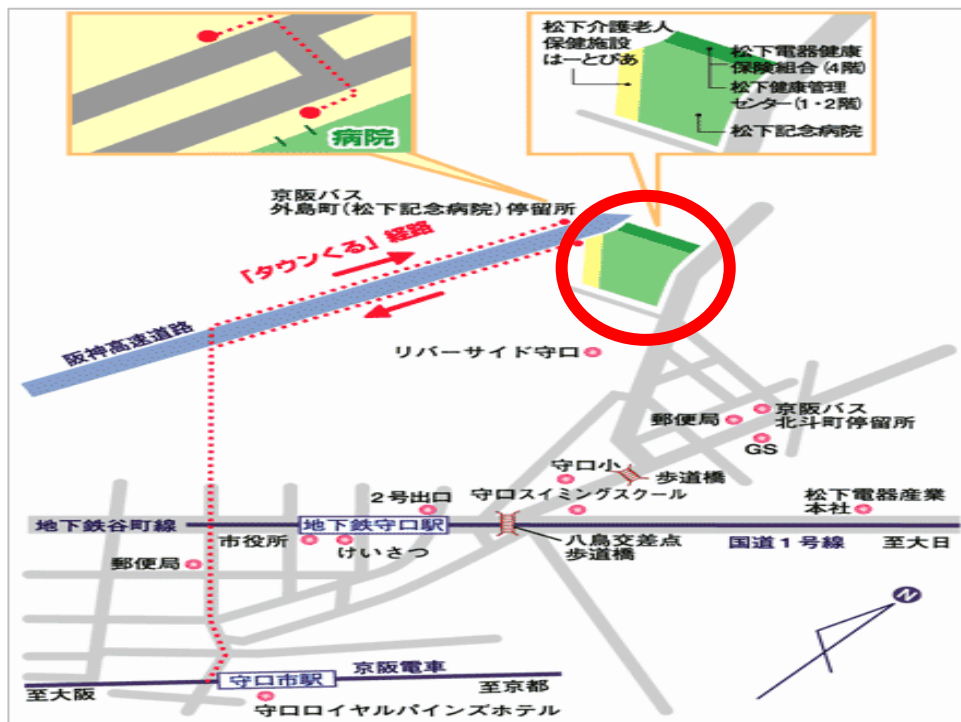 病院
松下介護老人
保健施設
はーとぴあ
松下電器健康
保険組合(4階)
松下健康管理
センター(1・2階)
松下記念病院
京阪バス
外島町(松下記念病院)停留所
「タウンくる」経路
阪神高速道路
リバーサイド守口
郵便局
京阪バス
北斗町停留所
GS
守口小
歩道橋
守口スイミングスクール
2号出口
松下電器産業
本社
地下鉄谷町線
地下鉄守口駅
市役所
けいさつ
八島交差点
歩道橋
国道1号線
至大日
郵便局
N
京阪電車
守口市駅
至大阪
至京都
守口ロイヤルパインズホテル